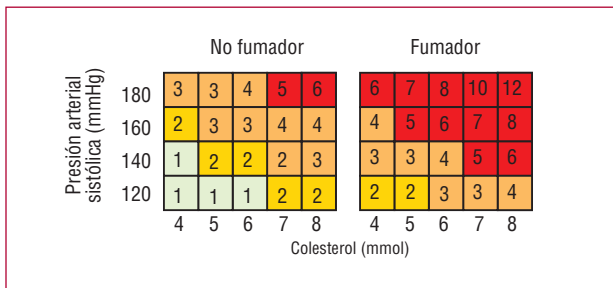 No fumador Fumador
Presión arterial
sistólica (mmHg)
180 3 3 4 5 6 6 7 8 10 12
160 2 3 3 4 4 4 5 6 7 8
140 1 2 2 2 3 3 3 4 5 6
120 1 1 1 2 2 2 2 3 3 4
4 5 6 7 8 4 5 6 7 8
Colesterol (mmol)